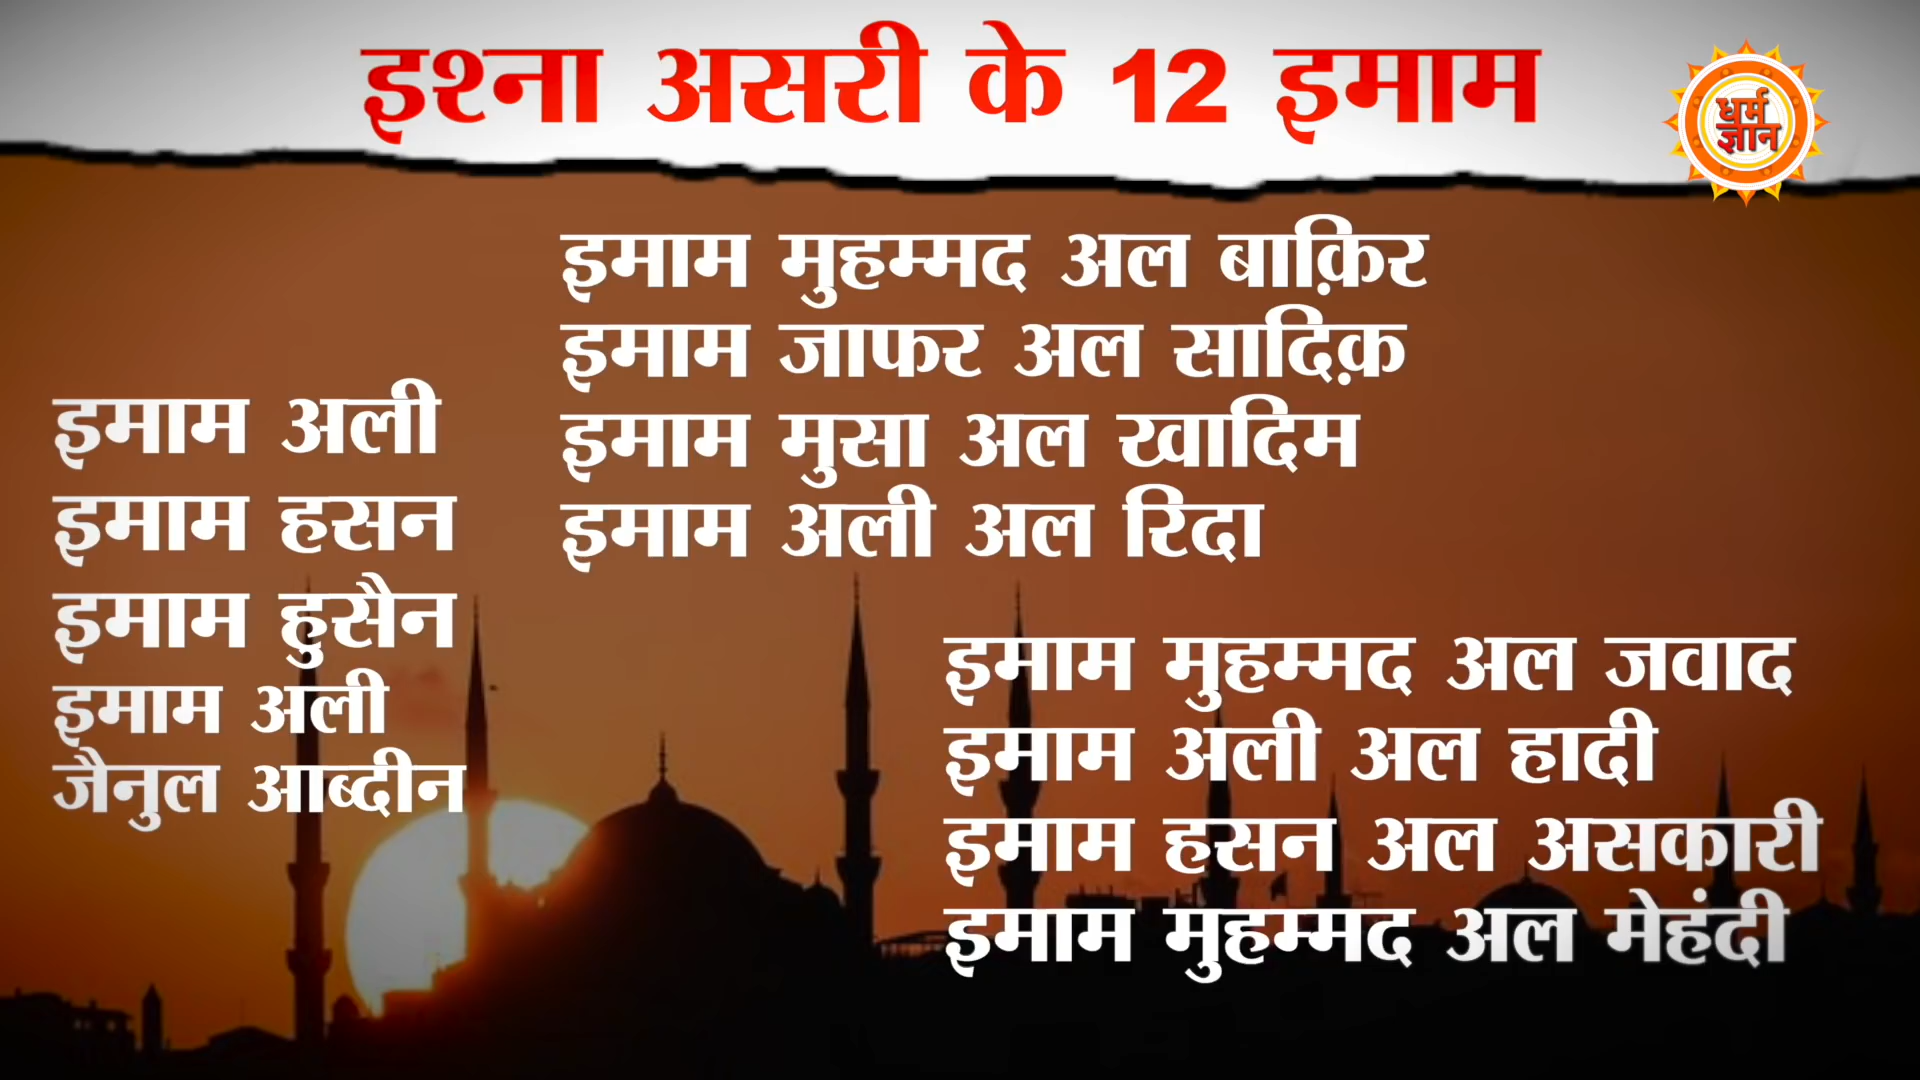 इश्ना असरी के 12 इमाम
धर्म
ज्ञान
इमाम अली
इमाम हसन
इमाम हुसैन
इमाम अली
जैनुल आब्दीन
इमाम मुहम्मद अल बाक़िर
इमाम जाफर अल सादिक़
इमाम मुसा अल खादिम
इमाम अली अल रिदा
इमाम मुहम्मद अल जवाद
इमाम अली अल हादी
इमाम हसन अल असकारी
इमाम मुहम्मद अल मेहंदी